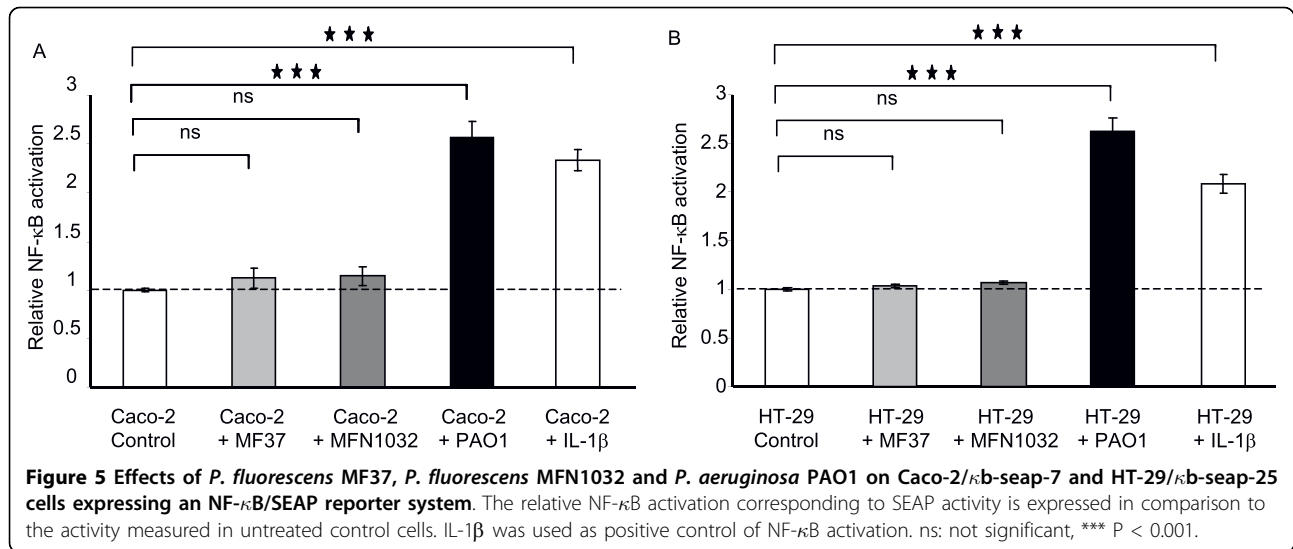 A
★★★
★★★
ns
ns
Relative NF-κB activation
3
2.5
2
1.5
1
0.5
0
Caco-2 Control
Caco-2 + MF37
Caco-2 + MFN1032
Caco-2 + PAO1
Caco-2 + IL-1β
B
★★★
★★★
ns
ns
Relative NF-κB activation
3
2.5
2
1.5
1
0.5
0
HT-29 Control
HT-29 + MF37
HT-29 + MFN1032
HT-29 + PAO1
HT-29 + IL-1β
Figure 5 Effects of P. fluorescens MF37, P. fluorescens MFN1032 and P. aeruginosa PAO1 on Caco-2/κb-seap-7 and HT-29/κb-seap-25
cells expressing an NF-κB/SEAP reporter system. The relative NF-κB activation corresponding to SEAP activity is expressed in comparison to
the activity measured in untreated control cells. IL-1β was used as positive control of NF-κB activation. ns: not significant, *** P < 0.001.